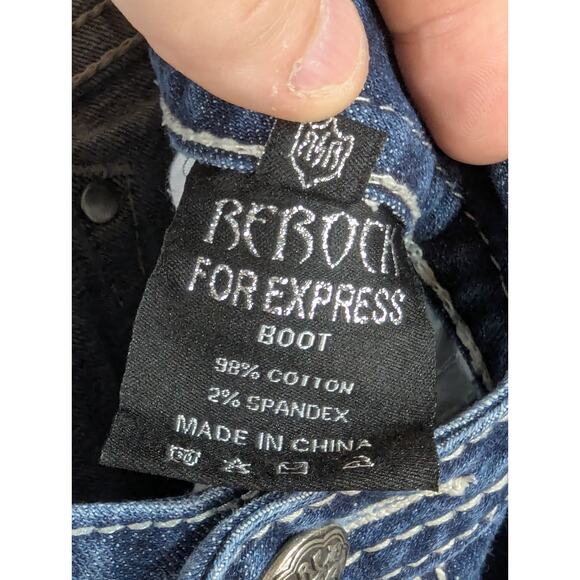 REROCK
FOR EXPRESS
BOOT
98% COTTON
2% SPANDEX
MADE IN CHINA